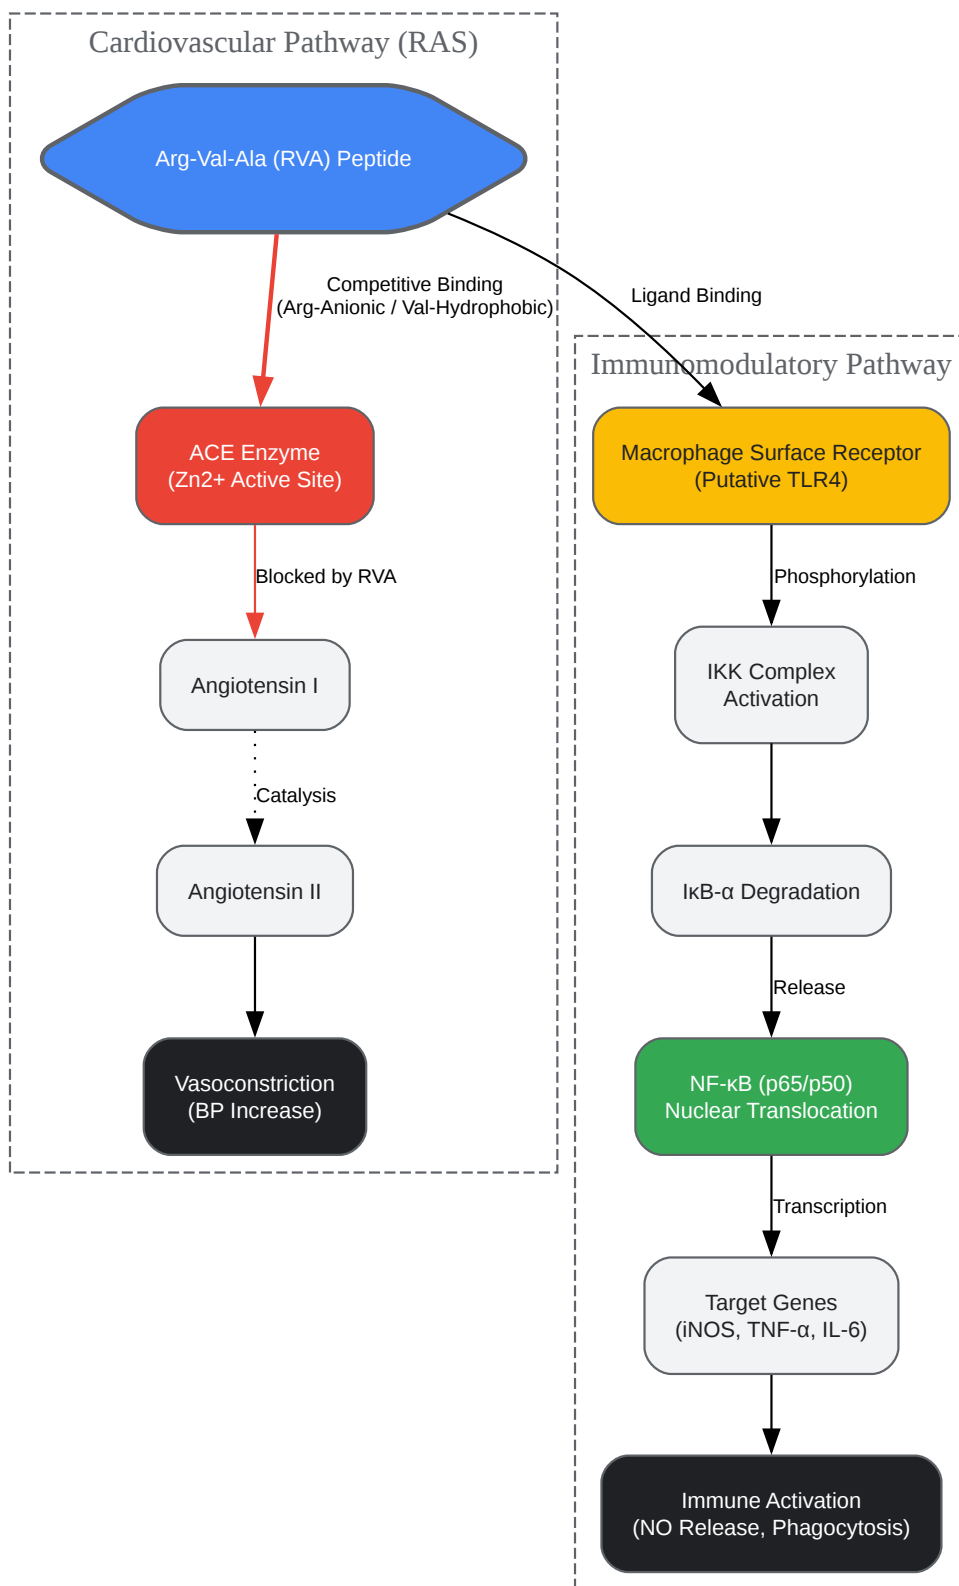 Cardiovascular Pathway (RAS)
Arg-Val-Ala (RVA) Peptide
Competitive Binding
(Arg-Anionic / Val-Hydrophobic)
Ligand Binding
Immunomodulatory Pathway
ACE Enzyme
(Zn2+ Active Site)
Macrophage Surface Receptor
(Putative TLR4)
Blocked by RVA
Phosphorylation
Angiotensin I
IKK Complex
Activation
Catalysis
Angiotensin II
IκB-α Degradation
Release
Vasoconstriction
(BP Increase)
NF-κB (p65/p50)
Nuclear Translocation
Transcription
Target Genes
(iNOS, TNF-α, IL-6)
Immune Activation
(NO Release, Phagocytosis)